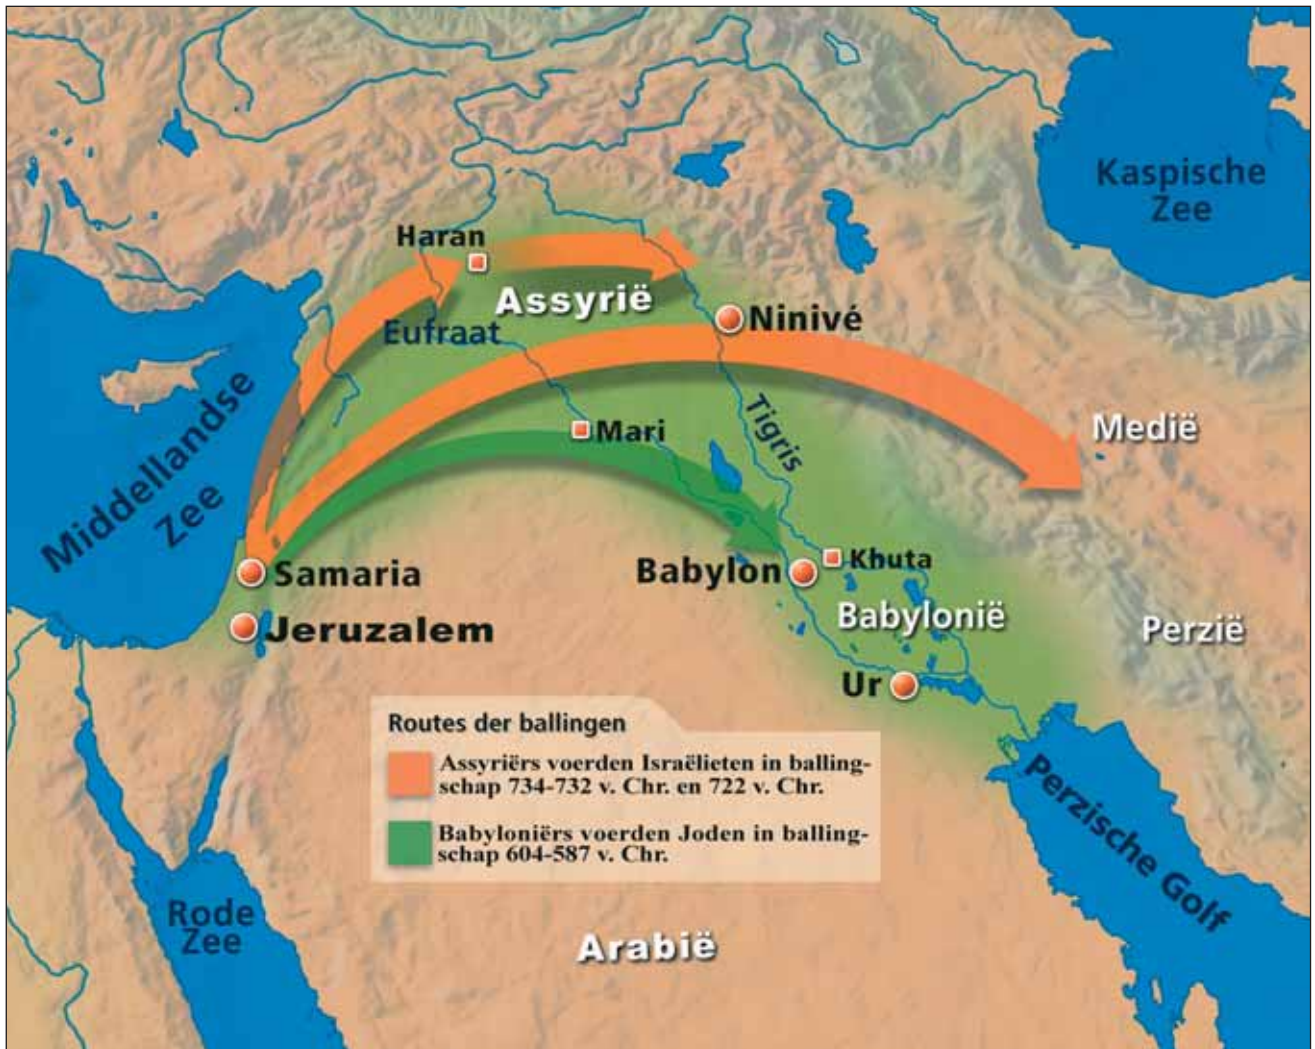 Kaspische
Zee
Haran
Assyrië
Ninivé
Eufraat
Middellandse
Zee
Tigris
Medië
Mari
Samaria
Babylon
Khuta
Jeruzalem
Babylonië
Perzië
Ur
Routes der ballingen
Assyriërs voerden Israëlieten in balling-
schap 734-732 v. Chr. en 722 v. Chr.
Babyloniërs voerden Joden in balling-
schap 604-587 v. Chr.
Perzische Golf
Rode
Zee
Arabië